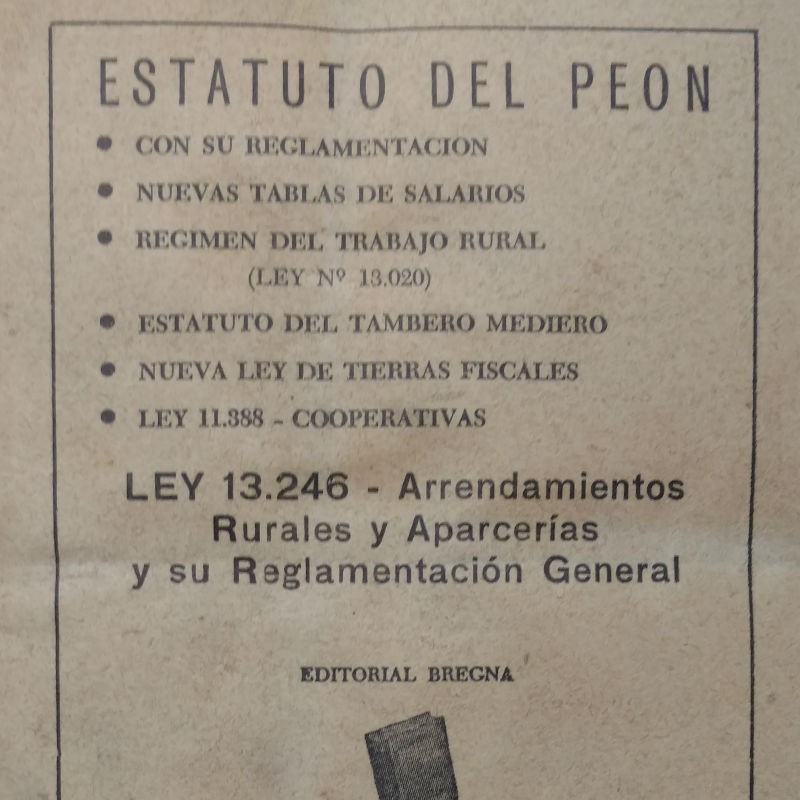 ESTATUTO DEL PEON
● CON SU REGLAMENTACION
● NUEVAS TABLAS DE SALARIOS
● REGIMEN DEL TRABAJO RURAL
(LEY Nº 13.020)
● ESTATUTO DEL TAMBERO MEDIERO
● NUEVA LEY DE TIERRAS FISCALES
● LEY 11.388 - COOPERATIVAS
LEY 13.246 - Arrendamientos
Rurales y Aparcerías
y su Reglamentación General
EDITORIAL BREGNA